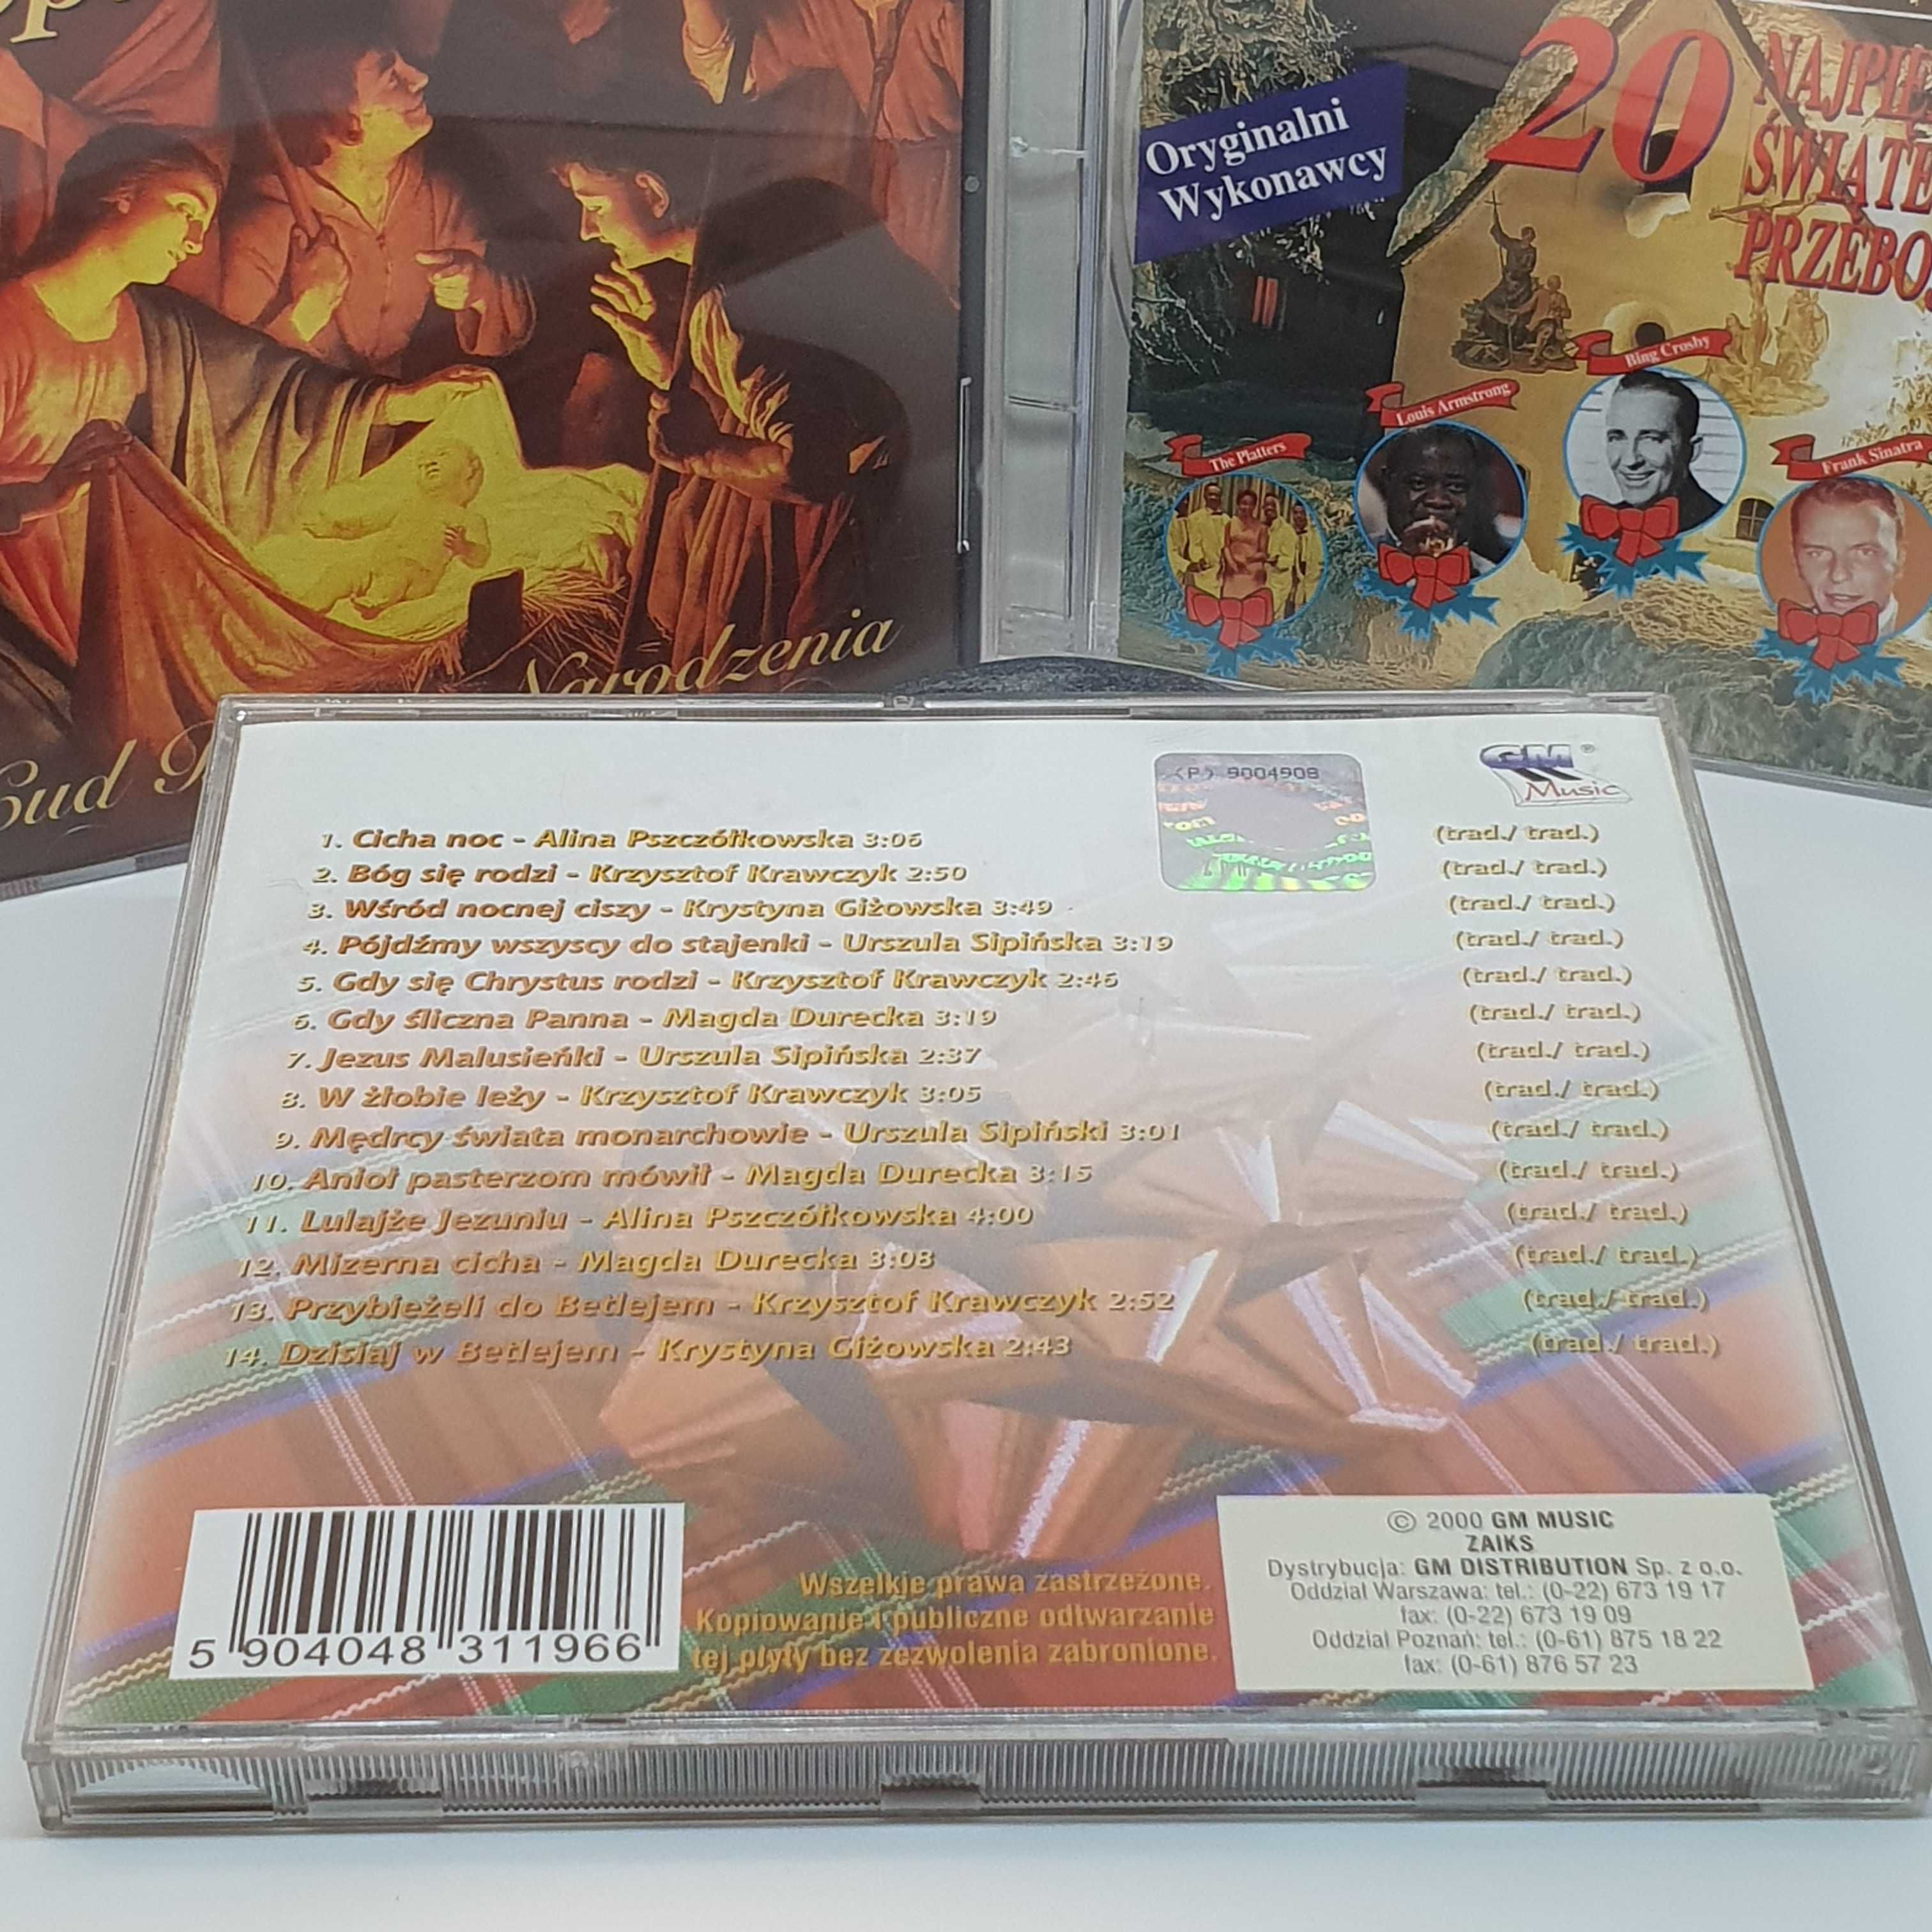 Narodzenia
Cud
Oryginalni
Wykonawcy
20
PRZEBO
The Platters
Louis Armstrong
Bing Crosby
Frank Sinatra
(P) 9004908
GM ®
Music
1. Cicha noc - Alina Pszczółkowska 3:06 (trad./ trad.)
2. Bóg się rodzi - Krzysztof Krawczyk 2:50 (trad./ trad.)
3. Wśród nocnej ciszy - Krystyna Giżowska 3:49 (trad./ trad.)
4. Pójdźmy wszyscy do stajenki - Urszula Sipińska 3:19 (trad./ trad.)
5. Gdy się Chrystus rodzi - Krzysztof Krawczyk 2:46 (trad./ trad.)
6. Gdy śliczna Panna - Magda Durecka 3:19 (trad./ trad.)
7. Jezus Malusieńki - Urszula Sipińska 2:37 (trad./ trad.)
8. W żłobie leży - Krzysztof Krawczyk 3:05 (trad./ trad.)
9. Mędrcy świata monarchowie - Urszula Sipiński 3:01 (trad./ trad.)
10. Anioł pasterzom mówił - Magda Durecka 3:15 (trad./ trad.)
11. Lulajże Jezuniu - Alina Pszczółkowska 4:00 (trad./ trad.)
12. Mizerna cicha - Magda Durecka 3:08 (trad./ trad.)
13. Przybieżeli do Betlejem - Krzysztof Krawczyk 2:52 (trad./ trad.)
14. Dzisiaj w Betlejem - Krystyna Giżowska 2:43 (trad./ trad.)
5 904048 311966
Wszelkie prawa zastrzeżone.
Kopiowanie i publiczne odtwarzanie
tej płyty bez zezwolenia zabronione.
© 2000 GM MUSIC
ZAIKS
Dystrybucja: GM DISTRIBUTION Sp. z o.o.
Oddział Warszawa: tel.: (0-22) 673 19 17
fax: (0-22) 673 19 09
Oddział Poznań: tel.: (0-61) 875 18 22
fax: (0-61) 876 57 23